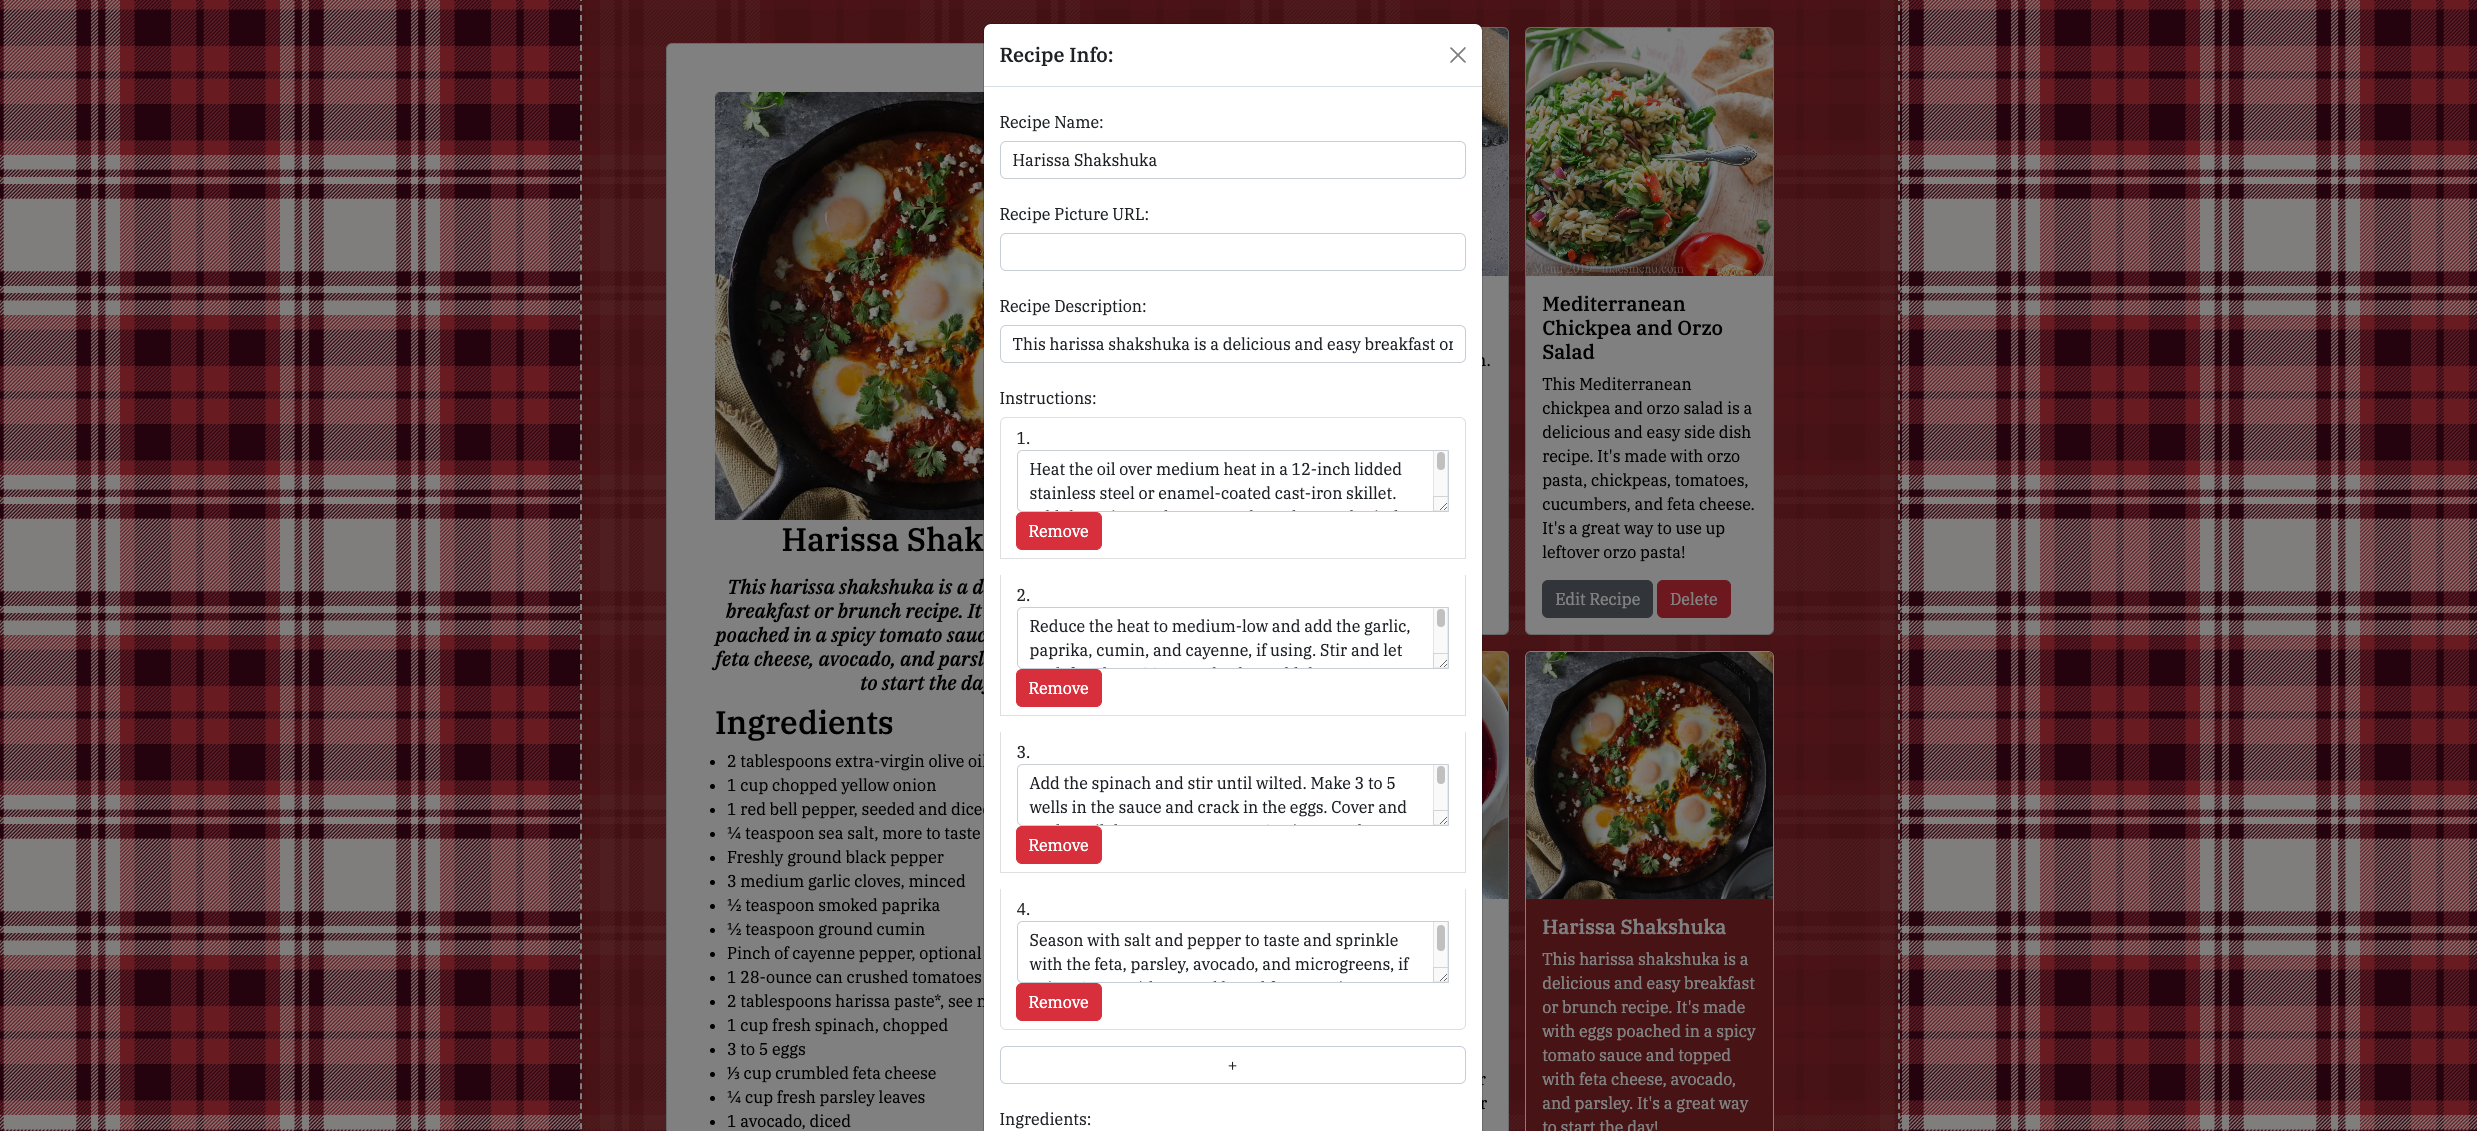 Recipe Info:
Recipe Name:
Harissa Shakshuka
Recipe Picture URL:
Recipe Description:
This harissa shakshuka is a delicious and easy breakfast or
Instructions:
1.
Heat the oil over medium heat in a 12-inch lidded
stainless steel or enamel-coated cast-iron skillet.
Remove
2.
Reduce the heat to medium-low and add the garlic,
paprika, cumin, and cayenne, if using. Stir and let
Remove
3.
Add the spinach and stir until wilted. Make 3 to 5
wells in the sauce and crack in the eggs. Cover and
Remove
4.
Season with salt and pepper to taste and sprinkle
with the feta, parsley, avocado, and microgreens, if
Remove
+
Ingredients:
Harissa Shak
This harissa shakshuka is a d
breakfast or brunch recipe. It
poached in a spicy tomato sauc
feta cheese, avocado, and parsl
to start the day
Ingredients
• 2 tablespoons extra-virgin olive oil
• 1 cup chopped yellow onion
• 1 red bell pepper, seeded and diced
• ¼ teaspoon sea salt, more to taste
• Freshly ground black pepper
• 3 medium garlic cloves, minced
• ½ teaspoon smoked paprika
• ½ teaspoon ground cumin
• Pinch of cayenne pepper, optional
• 1 28-ounce can crushed tomatoes
• 2 tablespoons harissa paste*, see n
• 1 cup fresh spinach, chopped
• 3 to 5 eggs
• ⅓ cup crumbled feta cheese
• ¼ cup fresh parsley leaves
• 1 avocado, diced
Mediterranean
Chickpea and Orzo
Salad
This Mediterranean
chickpea and orzo salad is a
delicious and easy side dish
recipe. It's made with orzo
pasta, chickpeas, tomatoes,
cucumbers, and feta cheese.
It's a great way to use up
leftover orzo pasta!
Edit Recipe
Delete
Harissa Shakshuka
This harissa shakshuka is a
delicious and easy breakfast
or brunch recipe. It's made
with eggs poached in a spicy
tomato sauce and topped
with feta cheese, avocado,
and parsley. It's a great way
to start the day!